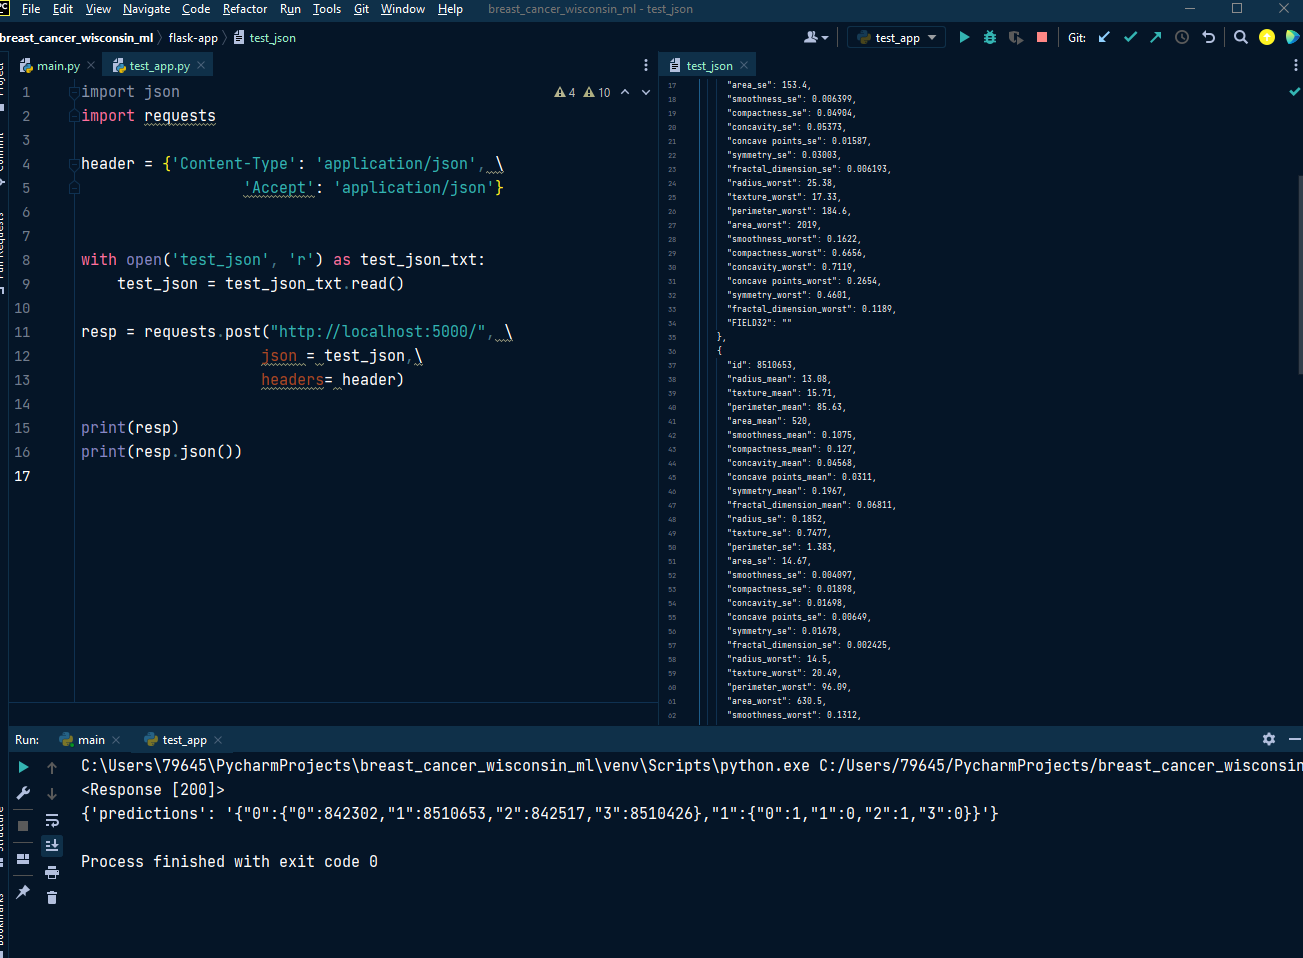 File Edit View Navigate Code Refactor Run Tools Git Window Help breast_cancer_wisconsin_ml - test_json
breast_cancer_wisconsin_ml flask-app test_json test_app Git:
main.py test_app.py
4 10
1 import json
2 import requests
3
4 header = {'Content-Type': 'application/json', \
5 'Accept': 'application/json'}
6
7
8 with open('test_json', 'r') as test_json_txt:
9 test_json = test_json_txt.read()
10
11 resp = requests.post("http://localhost:5000/", \
12 json = test_json,\
13 headers= header)
14
15 print(resp)
16 print(resp.json())
17
test_json
17 "area_se": 153.4,
18 "smoothness_se": 0.006399,
19 "compactness_se": 0.04904,
20 "concavity_se": 0.05373,
21 "concave points_se": 0.01587,
22 "symmetry_se": 0.03003,
23 "fractal_dimension_se": 0.006193,
24 "radius_worst": 25.38,
25 "texture_worst": 17.33,
26 "perimeter_worst": 184.6,
27 "area_worst": 2019,
28 "smoothness_worst": 0.1622,
29 "compactness_worst": 0.6656,
30 "concavity_worst": 0.7119,
31 "concave points_worst": 0.2654,
32 "symmetry_worst": 0.4601,
33 "fractal_dimension_worst": 0.1189,
34 "FIELD32": ""
35 },
36 {
37 "id": 8510653,
38 "radius_mean": 13.08,
39 "texture_mean": 15.71,
40 "perimeter_mean": 85.63,
41 "area_mean": 520,
42 "smoothness_mean": 0.1075,
43 "compactness_mean": 0.127,
44 "concavity_mean": 0.04568,
45 "concave points_mean": 0.0311,
46 "symmetry_mean": 0.1967,
47 "fractal_dimension_mean": 0.06811,
48 "radius_se": 0.1852,
49 "texture_se": 0.7477,
50 "perimeter_se": 1.383,
51 "area_se": 14.67,
52 "smoothness_se": 0.004097,
53 "compactness_se": 0.01898,
54 "concavity_se": 0.01698,
55 "concave points_se": 0.00649,
56 "symmetry_se": 0.01678,
57 "fractal_dimension_se": 0.002425,
58 "radius_worst": 14.5,
59 "texture_worst": 20.49,
60 "perimeter_worst": 96.09,
61 "area_worst": 630.5,
62 "smoothness_worst": 0.1312,
Run: main test_app
C:\Users\79645\PycharmProjects\breast_cancer_wisconsin_ml\venv\Scripts\python.exe C:/Users/79645/PycharmProjects/breast_cancer_wisconsin
<Response [200]>
{'predictions': '{"0":{"0":842302,"1":8510653,"2":842517,"3":8510426},"1":{"0":1,"1":0,"2":1,"3":0}}'}
Process finished with exit code 0